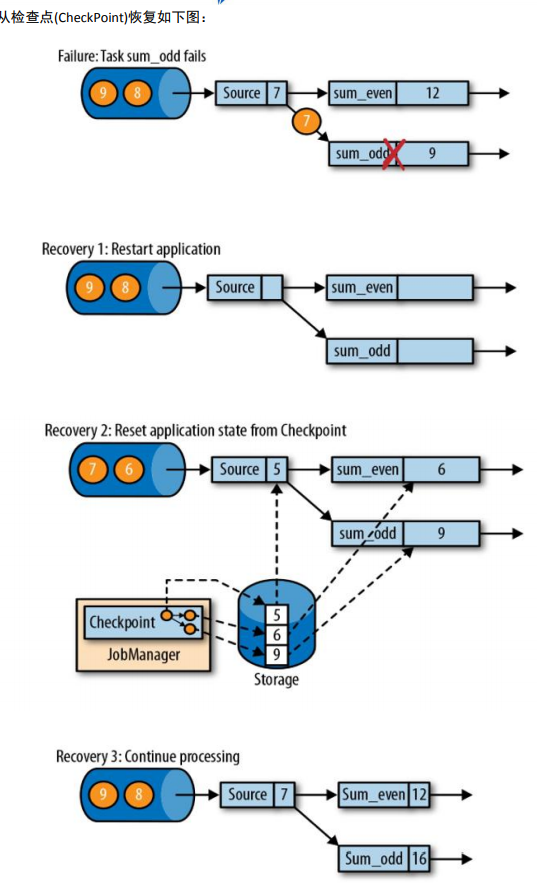 从检查点(CheckPoint)恢复如下图：
Failure: Task sum_odd fails
9 8 Source 7 sum_even 12
7
sum_odd 9
Recovery 1: Restart application
9 8 Source sum_even
sum_odd
Recovery 2: Reset application state from Checkpoint
7 6 Source 5 sum_even 6
sum_odd 9
Checkpoint
JobManager
5
6
9
Storage
Recovery 3: Continue processing
9 8 Source 7 Sum_even 12
Sum_odd 16